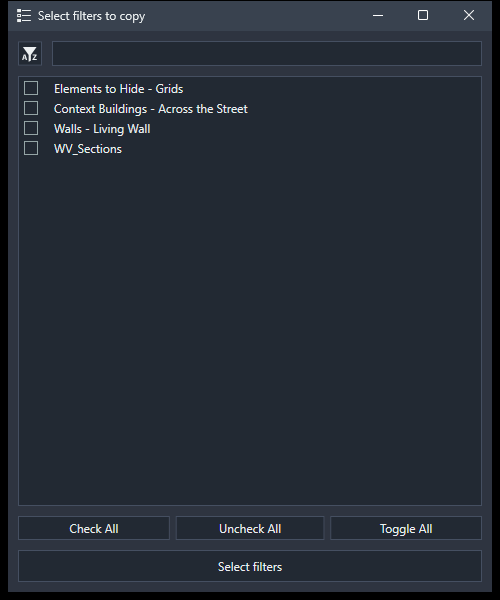 Select filters to copy
AZ
Elements to Hide - Grids
Context Buildings - Across the Street
Walls - Living Wall
WV_Sections
Check All
Uncheck All
Toggle All
Select filters